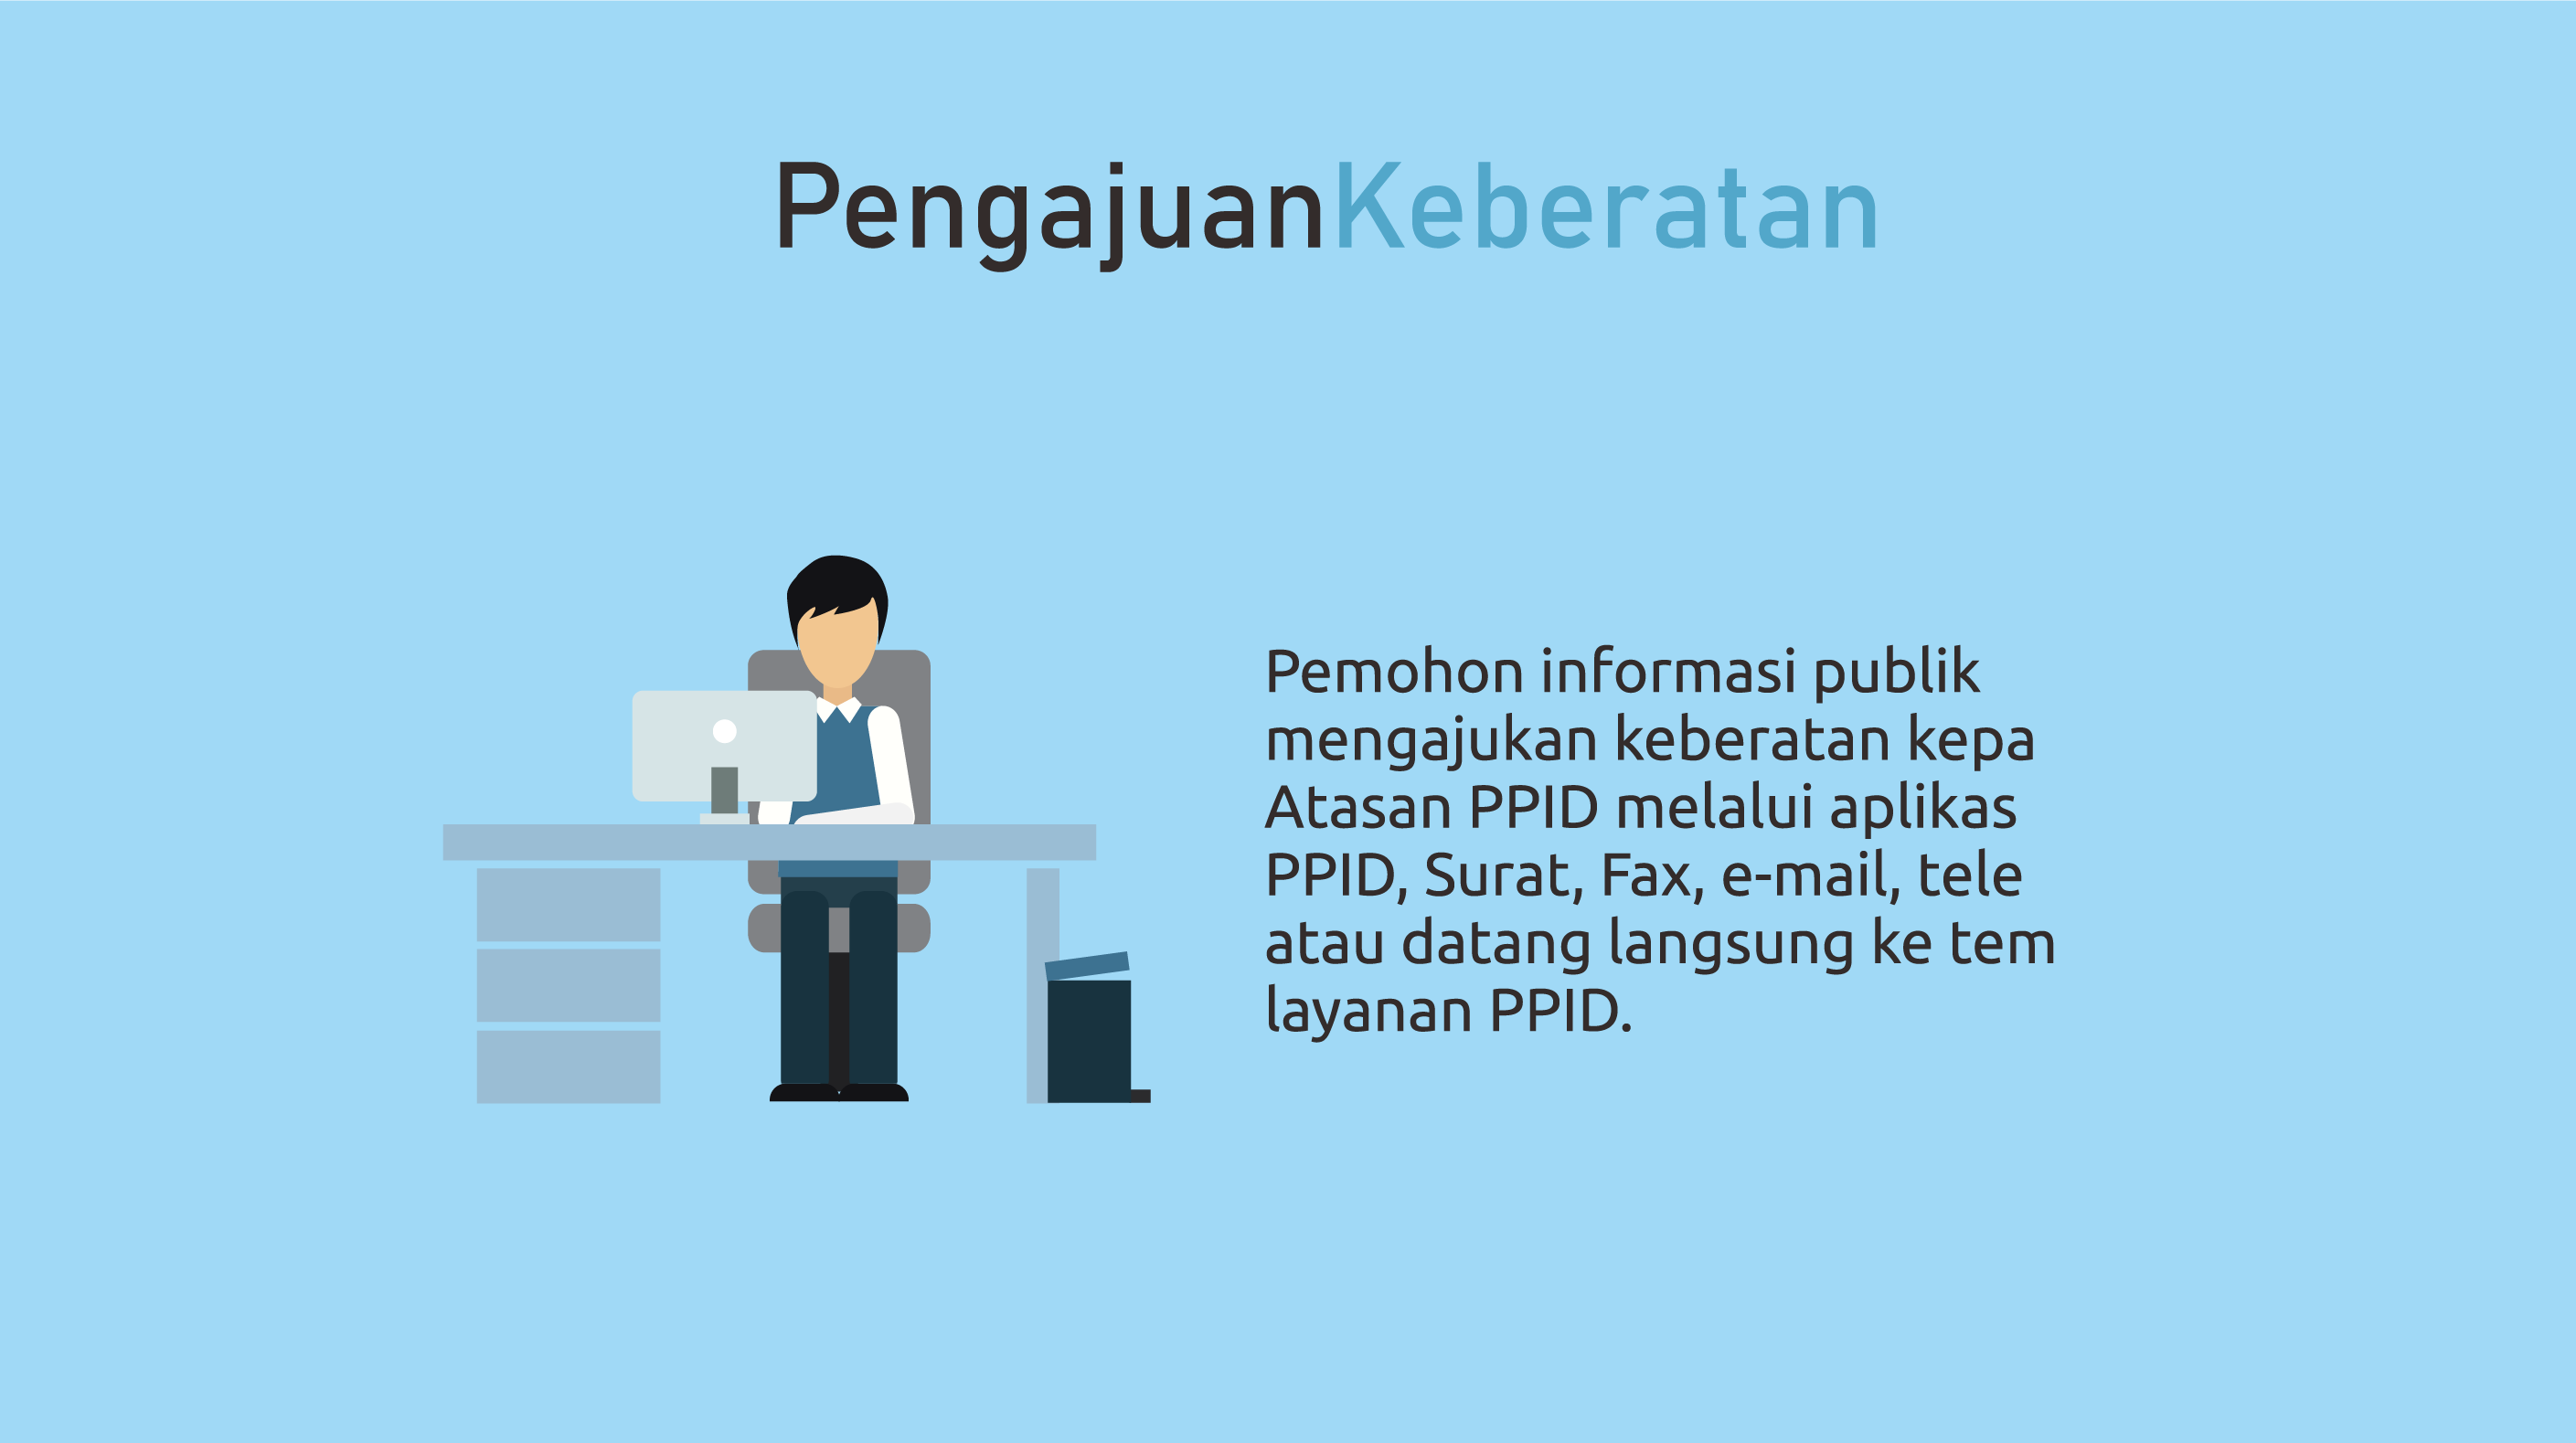 PengajuanKeberatan
Pemohon informasi publik
mengajukan keberatan kepa
Atasan PPID melalui aplikas
PPID, Surat, Fax, e-mail, tele
atau datang langsung ke tem
layanan PPID.